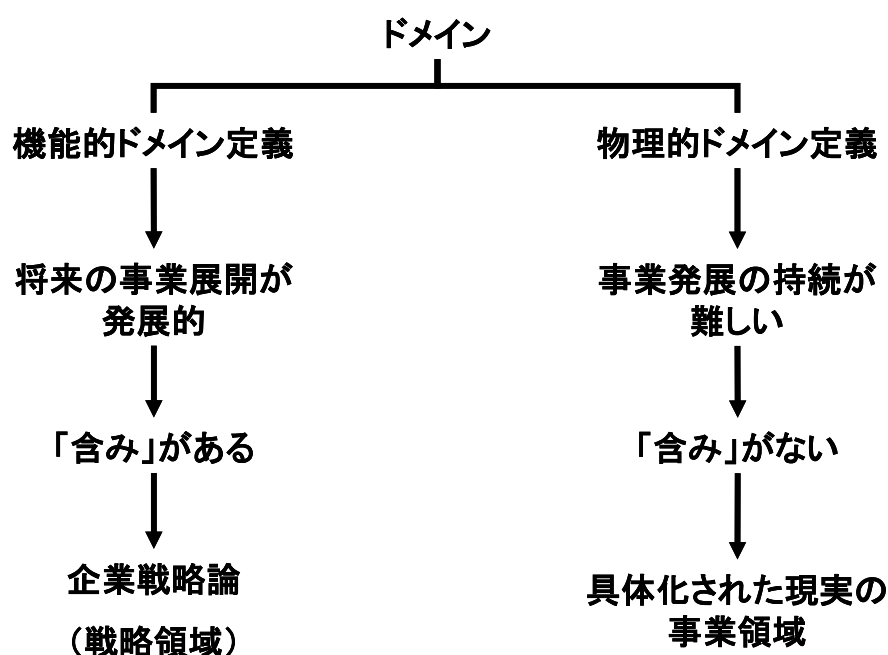 ドメイン
機能的ドメイン定義
将来の事業展開が
発展的
「含み」がある
企業戦略論
(戦略領域)
物理的ドメイン定義
事業発展の持続が
難しい
「含み」がない
具体化された現実の
事業領域